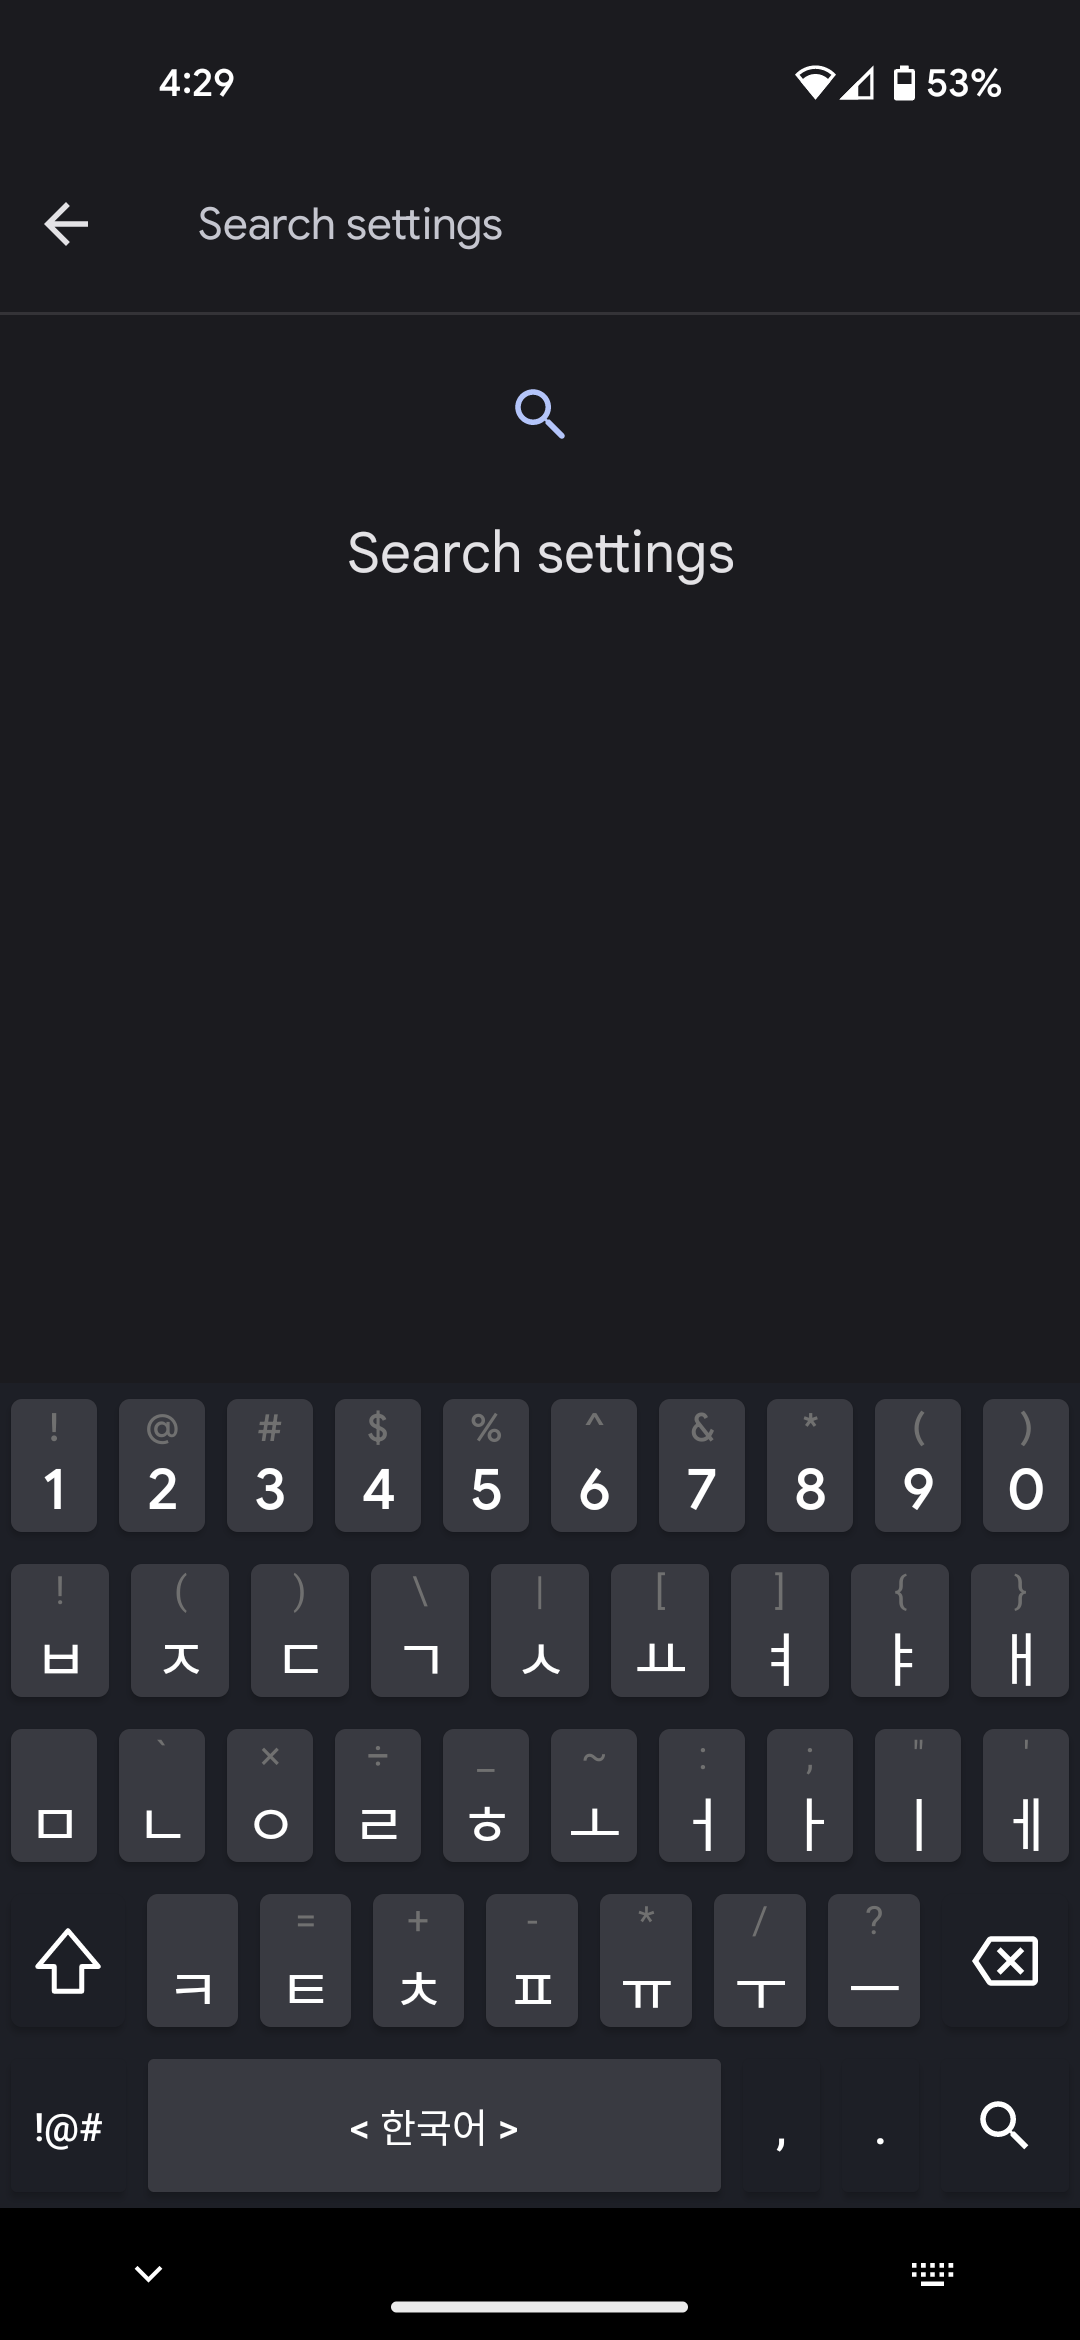 4:29 53%
Search settings
Search settings
! @ # $ % ^ & * ( )
1 2 3 4 5 6 7 8 9 0
! ( ) \ | [ ] { }
ㅂ ㅈ ㄷ ㄱ ㅅ ㅛ ㅕ ㅑ ㅐ
` × ÷ _ ~ : ; " '
ㅁ ㄴ ㅇ ㄹ ㅎ ㅗ ㅓ ㅏ ㅣ ㅔ
= + - * / ?
ㅋ ㅌ ㅊ ㅍ ㅠ ㅜ ㅡ
!@# < 한국어 > , .